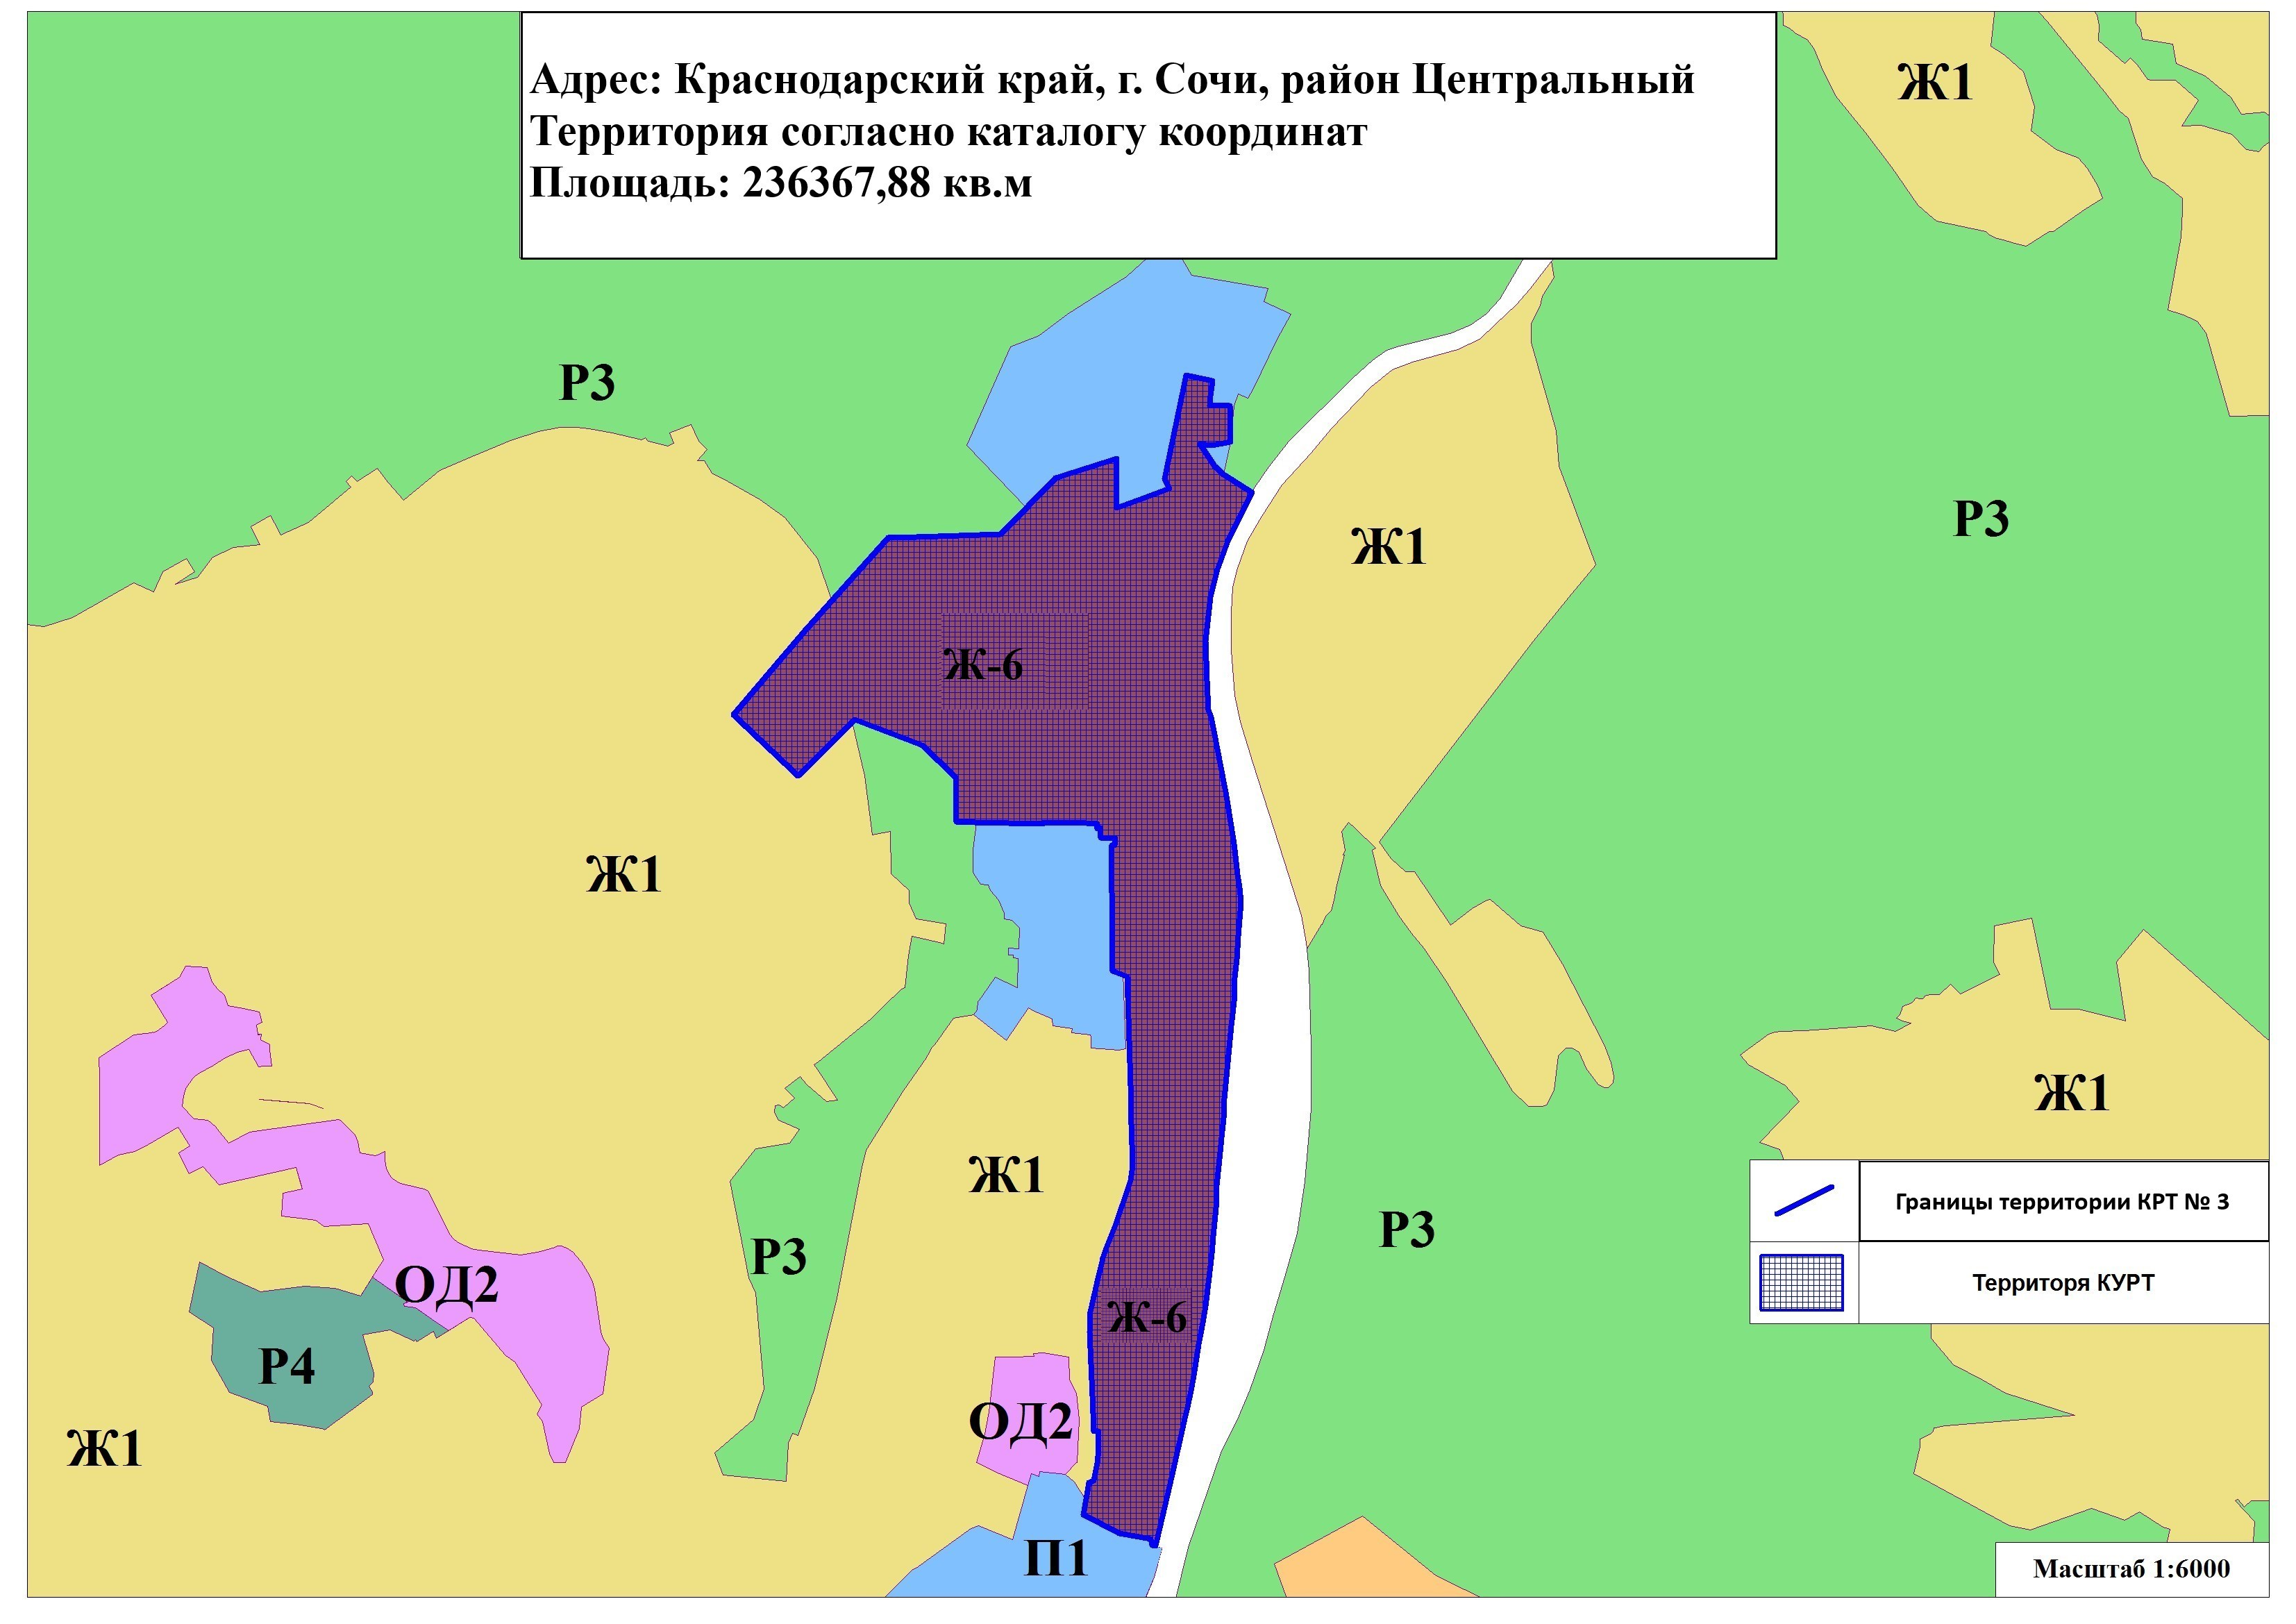 Адрес: Краснодарский край, г. Сочи, район Центральный
Территория согласно каталогу координат
Площадь: 236367,88 кв.м
Ж1
Р3
Р3
Ж1
Ж-6
Ж1
Ж1
Ж1
Р3
Р3
Границы территории КРТ № 3
Территоря КУРТ
ОД2
Ж-6
Р4
ОД2
Ж1
П1
Масштаб 1:6000